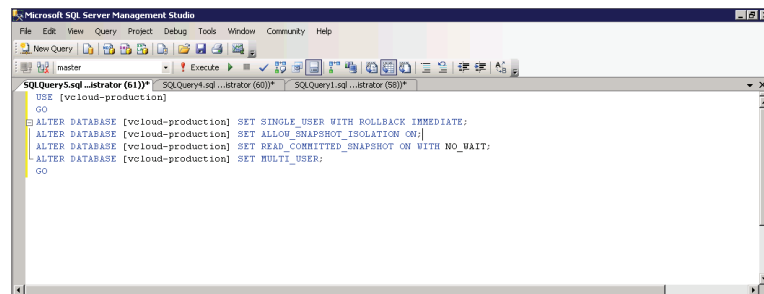 Microsoft SQL Server Management Studio
File Edit View Query Project Debug Tools Window Community Help
New Query
master Execute
SQLQuery5.sql ...istrator (61))* SQLQuery4.sql ...istrator (60))* SQLQuery1.sql ...istrator (58))*
USE [vcloud-production]
GO
ALTER DATABASE [vcloud-production] SET SINGLE_USER WITH ROLLBACK IMMEDIATE;
ALTER DATABASE [vcloud-production] SET ALLOW_SNAPSHOT_ISOLATION ON;
ALTER DATABASE [vcloud-production] SET READ_COMMITTED_SNAPSHOT ON WITH NO_WAIT;
ALTER DATABASE [vcloud-production] SET MULTI_USER;
GO